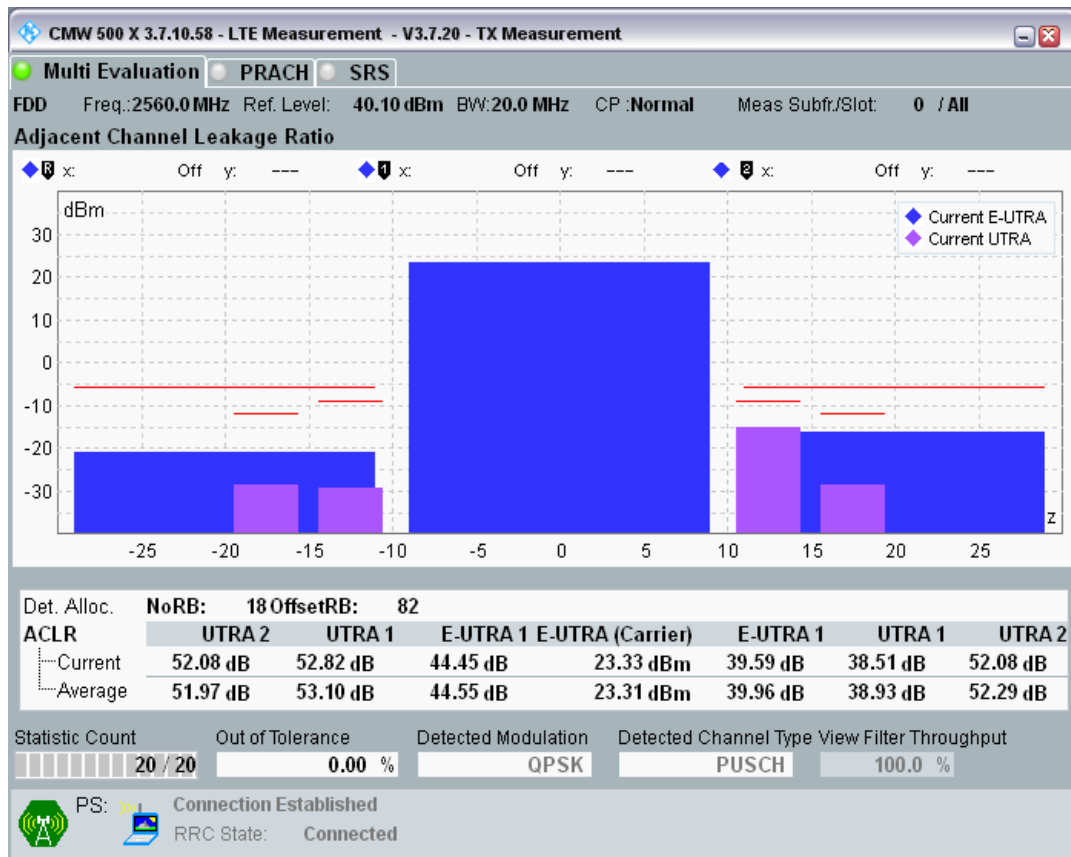 CMW 500 X 3.7.10.58 - LTE Measurement - V3.7.20 - TX Measurement
Multi Evaluation PRACH SRS
FDD Freq.:2560.0 MHz Ref. Level: 40.10 dBm BW:20.0 MHz CP :Normal Meas Subfr./Slot: 0 / All
Adjacent Channel Leakage Ratio
R x: Off y: --- 1 x: Off y: --- 2 x: Off y: ---
dBm
Current E-UTRA
Current UTRA
30
20
10
0
-10
-20
-30
z
-25 -20 -15 -10 -5 0 5 10 15 20 25
Det. Alloc. NoRB: 18 OffsetRB: 82
ACLR UTRA 2 UTRA 1 E-UTRA 1 E-UTRA (Carrier) E-UTRA 1 UTRA 1 UTRA 2
Current 52.08 dB 52.82 dB 44.45 dB 23.33 dBm 39.59 dB 38.51 dB 52.08 dB
Average 51.97 dB 53.10 dB 44.55 dB 23.31 dBm 39.96 dB 38.93 dB 52.29 dB
Statistic Count Out of Tolerance Detected Modulation Detected Channel Type View Filter Throughput
20 / 20 0.00 % QPSK PUSCH 100.0 %
PS: Connection Established
RRC State: Connected